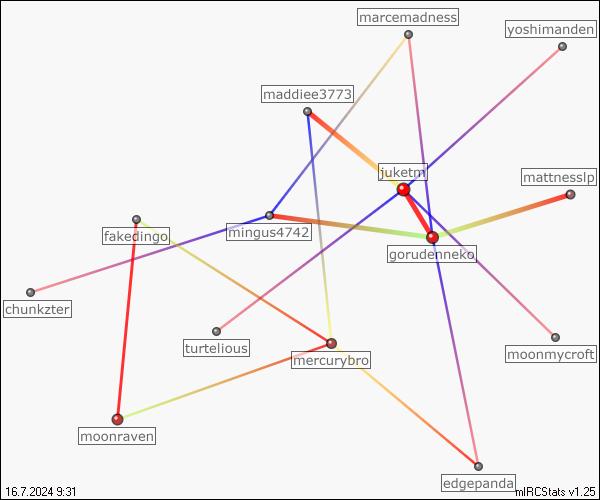 marcemadness
yoshimanden
maddiee3773
juketm
mattnesslp
mingus4742
fakedingo
gorudenneko
chunkzter
turtelious
mercurybro
moonmycroft
moonraven
edgepanda
16.7.2024 9:31
mIRCStats v1.25